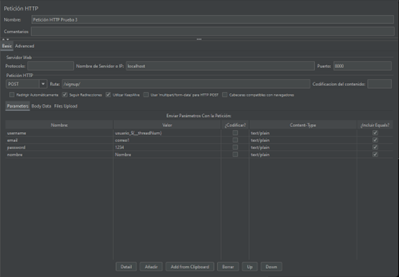 Petición HTTP
Nombre: Petición HTTP Prueba 1
Comentarios:
Basic Advanced
Servidor Web
Protocolo: Nombre de Servidor o IP: localhost Puerto:
Petición HTTP
POST Ruta: /signup/ Codificación del contenido:
Redirigir Automáticamente Seguir Redirecciones Utilizar KeepAlive Usar 'multipart/form-data' para HTTP POST Cabeceras compatibles con navegadores
Parameters Body Data Files Upload
Enviar Parámetros Con la Petición:
Nombre Valor ¿Codificar? Content-Type ¿Incluir Equals?
username usuario_${__threadNum} text/plain
email text/plain
password 1234 text/plain
nombre Nombre text/plain
Detail Añadir Add from Clipboard Borrar Up Down